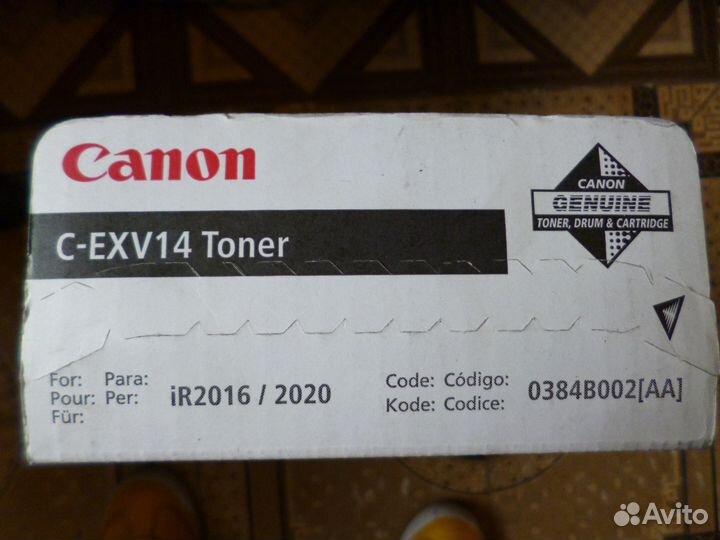 Canon
C-EXV14 Toner
CANON
GENUINE
TONER, DRUM & CARTRIDGE
For: Para:
Pour: Per:
Für:
iR2016 / 2020
Code: Código:
Kode: Codice:
0384B002[AA]
Avito